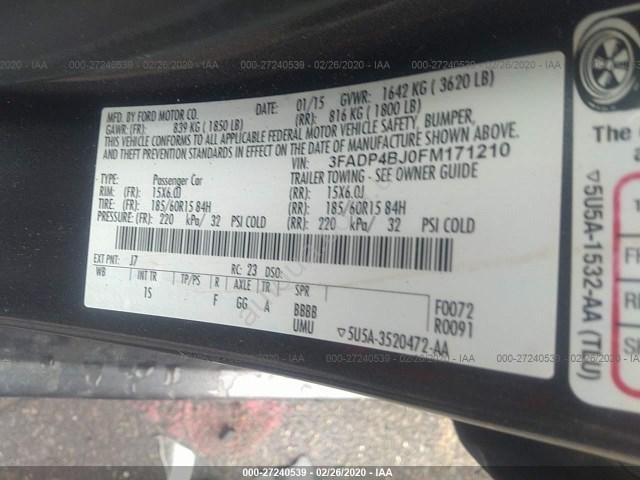 000-27240539 - 02/26/2020 - IAA
MFD. BY FORD MOTOR CO. DATE: 01/15 GVWR: 1642 KG ( 3620 LB)
GAWR: (FR): 839 KG ( 1850 LB) (RR): 816 KG ( 1800 LB)
THIS VEHICLE CONFORMS TO ALL APPLICABLE FEDERAL MOTOR VEHICLE SAFETY, BUMPER,
AND THEFT PREVENTION STANDARDS IN EFFECT ON THE DATE OF MANUFACTURE SHOWN ABOVE.
VIN: 3FADP4BJ0FM171210
TYPE: Passenger Car TRAILER TOWING - SEE OWNER GUIDE
RIM: (FR): 15X6.0J (RR): 15X6.0J
TIRE: (FR): 185/60R15 84H (RR): 185/60R15 84H
PRESSURE: (FR): 220 kPa/ 32 PSI COLD (RR): 220 kPa/ 32 PSI COLD
EXT PNT: J7 RC: 23 DSO:
WB INT TR TP/PS R AXLE TR SPR
1S F GG A BBBB F0072
UMU R0091
▽5U5A-3520472-AA
The
▽5U5A-1532-AA (TIU)
000-27240539 - 02/26/2020 - IAA